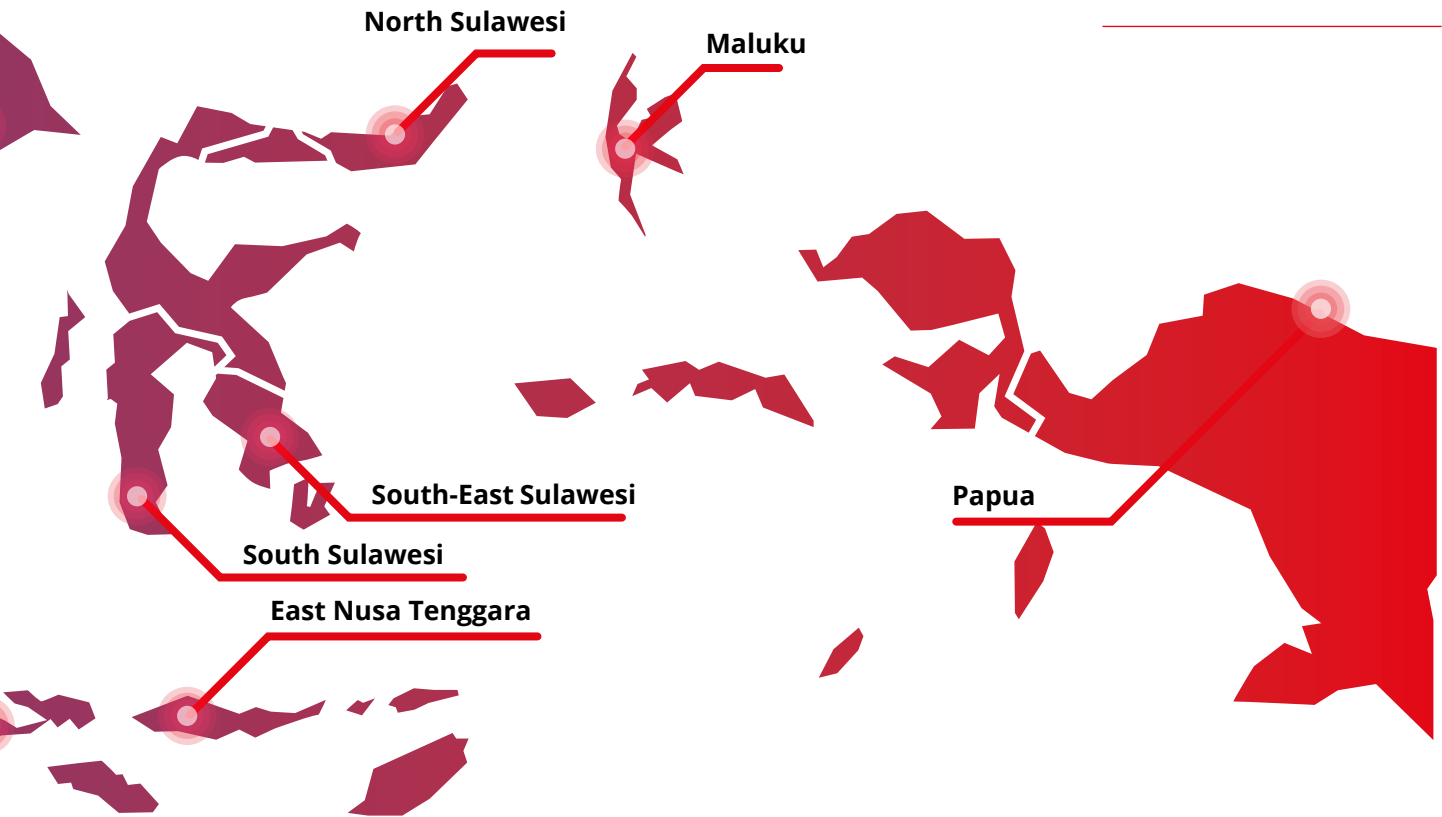 North Sulawesi
Maluku
South-East Sulawesi
Papua
South Sulawesi
East Nusa Tenggara